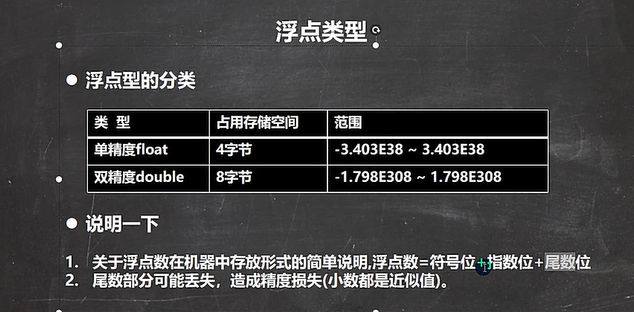 浮点类型
● 浮点型的分类
类 型 占用存储空间 范围
单精度float 4字节 -3.403E38 ~ 3.403E38
双精度double 8字节 -1.798E308 ~ 1.798E308
● 说明一下
1. 关于浮点数在机器中存放形式的简单说明,浮点数=符号位+指数位+尾数位
2. 尾数部分可能丢失，造成精度损失(小数都是近似值)。